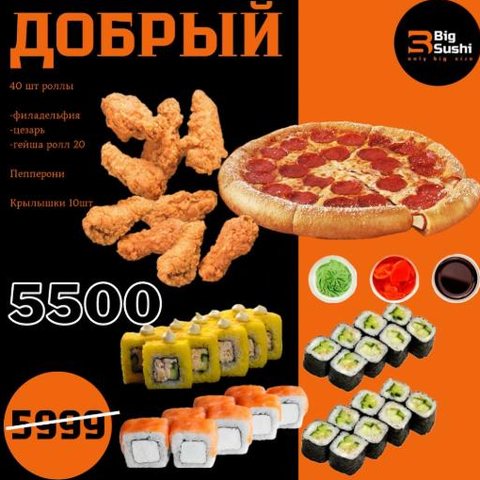 ДОБРЫЙ
3 Big
Sushi
only big size
40 шт роллы
-филадельфия
-цезарь
-гейша ролл 20
Пепперони
Крылышки 10шт
5500
5999